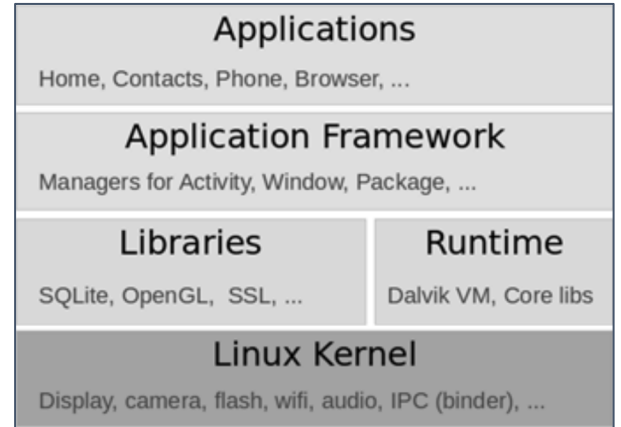 Applications
Home, Contacts, Phone, Browser, ...
Application Framework
Managers for Activity, Window, Package, ...
Libraries
SQLite, OpenGL, SSL, ...
Runtime
Dalvik VM, Core libs
Linux Kernel
Display, camera, flash, wifi, audio, IPC (binder), ...